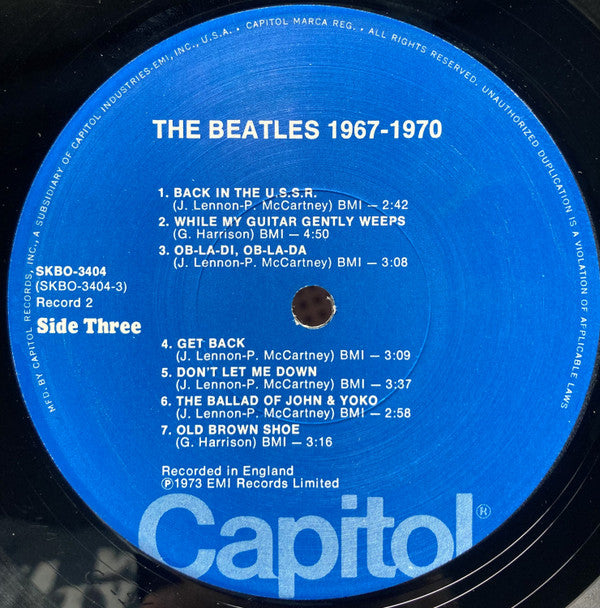 MFD. BY CAPITOL RECORDS, INC., A SUBSIDIARY OF CAPITOL INDUSTRIES-EMI, INC., U.S.A. • CAPITOL MARCA REG. • ALL RIGHTS RESERVED. UNAUTHORIZED DUPLICATION IS A VIOLATION OF APPLICABLE LAWS
THE BEATLES 1967-1970
1. BACK IN THE U.S.S.R.
(J. Lennon-P. McCartney) BMI — 2:42
2. WHILE MY GUITAR GENTLY WEEPS
(G. Harrison) BMI — 4:50
3. OB-LA-DI, OB-LA-DA
(J. Lennon-P. McCartney) BMI — 3:08
SKBO-3404
(SKBO-3404-3)
Record 2
Side Three
4. GET BACK
(J. Lennon-P. McCartney) BMI — 3:09
5. DON'T LET ME DOWN
(J. Lennon-P. McCartney) BMI — 3:37
6. THE BALLAD OF JOHN & YOKO
(J. Lennon-P. McCartney) BMI — 2:58
7. OLD BROWN SHOE
(G. Harrison) BMI — 3:16
Recorded in England
℗1973 EMI Records Limited
Capitol®